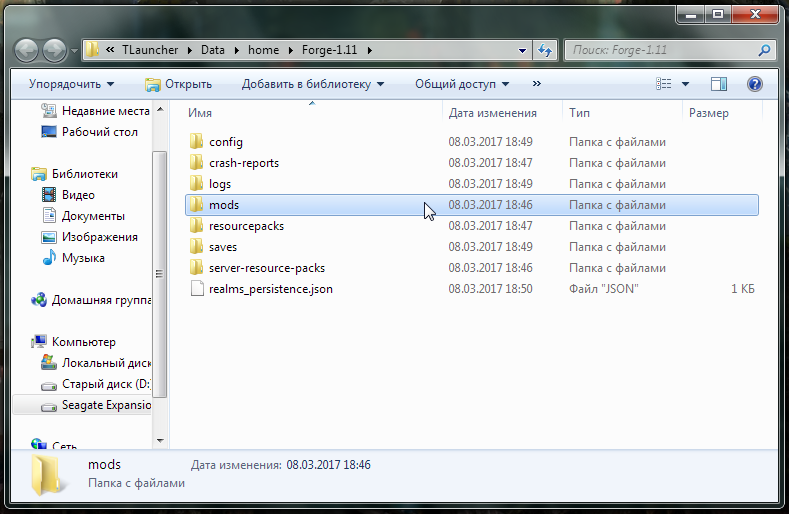 « TLauncher ▸ Data ▸ home ▸ Forge-1.11 ▸ Поиск: Forge-1.11
Упорядочить ▾ Открыть Добавить в библиотеку ▾ Общий доступ ▾ »
Имя Дата изменения Тип Размер
Недавние места
Рабочий стол
Библиотеки
Видео
Документы
Изображения
Музыка
Домашняя группа
Компьютер
Локальный диск
Старый диск (D:
Seagate Expansio
Сеть
config 08.03.2017 18:49 Папка с файлами
crash-reports 08.03.2017 18:47 Папка с файлами
logs 08.03.2017 18:49 Папка с файлами
mods 08.03.2017 18:46 Папка с файлами
resourcepacks 08.03.2017 18:47 Папка с файлами
saves 08.03.2017 18:49 Папка с файлами
server-resource-packs 08.03.2017 18:46 Папка с файлами
realms_persistence.json 08.03.2017 18:50 Файл "JSON" 1 КБ
mods Дата изменения: 08.03.2017 18:46
Папка с файлами